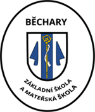 BĚCHARY
ZÁKLADNÍ ŠKOLA
A MATEŘSKÁ ŠKOLA